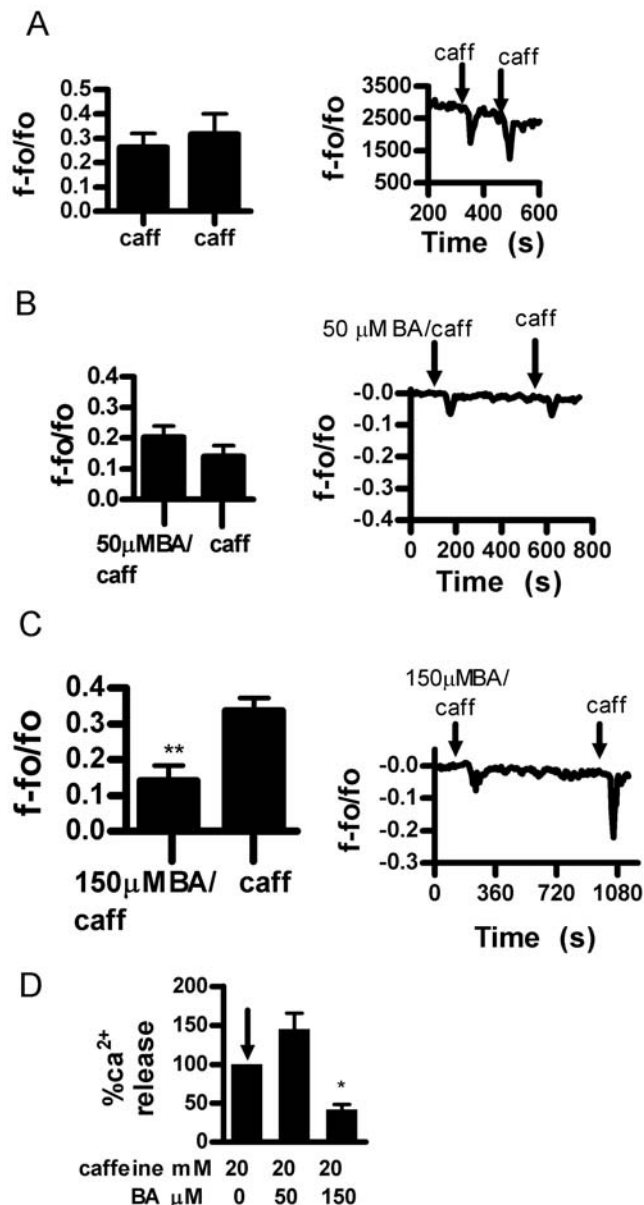 A
f-fo/fo
0.5
0.4
0.3
0.2
0.1
0.0
caff caff
caff caff
f-fo/fo
3500
2500
1500
500
200 400 600
Time (s)
B
f-fo/fo
0.4
0.3
0.2
0.1
0.0
50μMBA/ caff
caff
50 μM BA/caff caff
f-fo/fo
-0.0
-0.1
-0.2
-0.3
-0.4
0 200 400 600 800
Time (s)
C
f-fo/fo
0.4
0.3
0.2
0.1
0.0
**
150μMBA/ caff
caff
150μMBA/
caff caff
f-fo/fo
-0.0
-0.1
-0.2
-0.3
0 360 720 1080
Time (s)
D
%ca²⁺
release
200
150
100
50
0
*
caffeine mM 20 20 20
BA μM 0 50 150